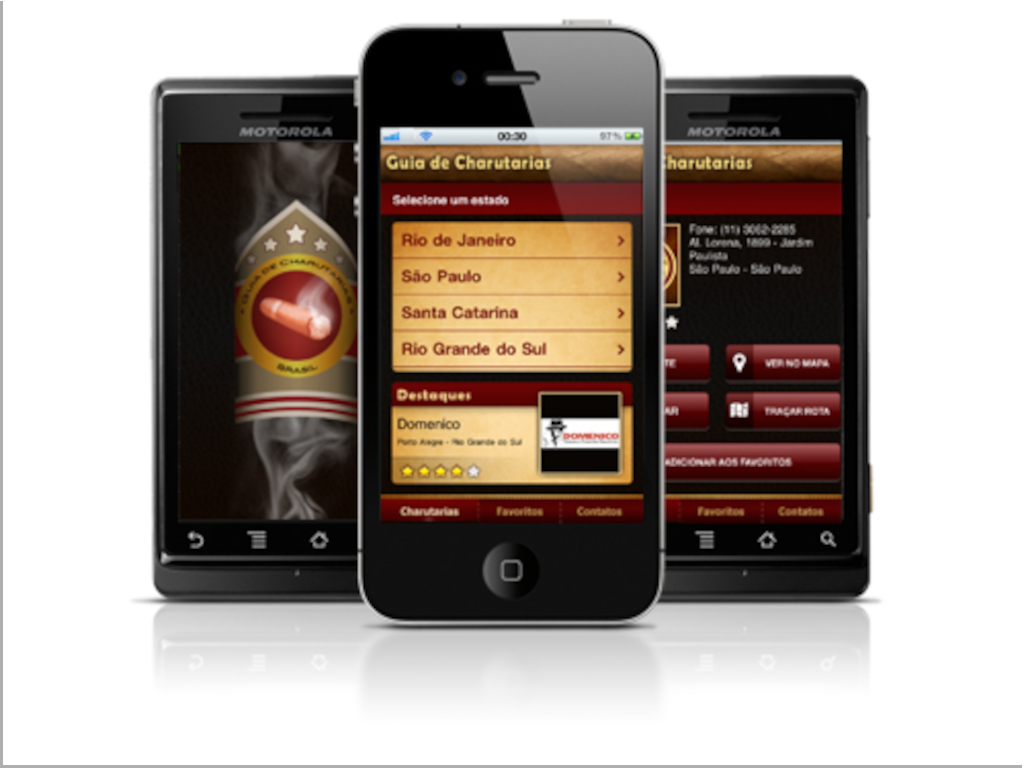 MOTOROLA
GUIA DE CHARUTARIAS
BRASIL
00:30
97%
Guia de Charutarias
Selecione um estado
Rio de Janeiro
São Paulo
Santa Catarina
Rio Grande do Sul
Destaques
Domenico
Porto Alegre - Rio Grande do Sul
DOMENICO
Charutarias
Favoritos
Contatos
MOTOROLA
Charutarias
Fone: (11) 3062-2285
Al. Lorena, 1899 - Jardim
Paulista
São Paulo - São Paulo
TE
VER NO MAPA
AR
TRAÇAR ROTA
ADICIONAR AOS FAVORITOS
Favoritos
Contatos